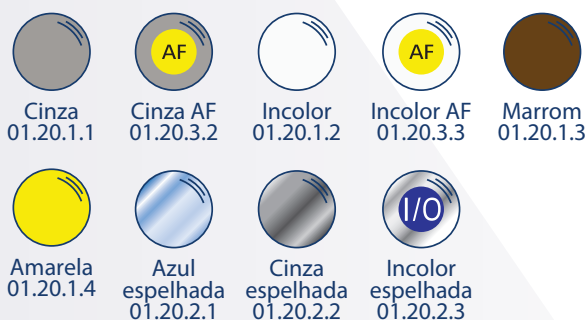 AF
AF
Cinza
01.20.1.1
Cinza AF
01.20.3.2
Incolor
01.20.1.2
Incolor AF
01.20.3.3
Marrom
01.20.1.3
I/O
Amarela
01.20.1.4
Azul
espelhada
01.20.2.1
Cinza
espelhada
01.20.2.2
Incolor
espelhada
01.20.2.3